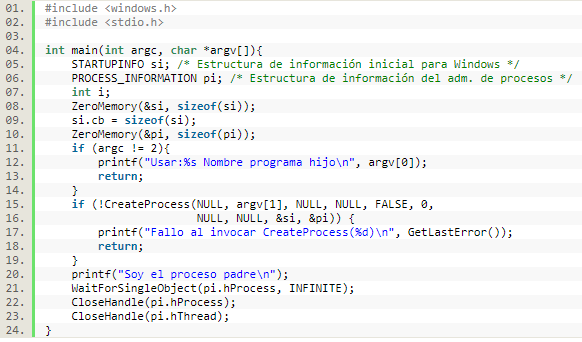 01. #include <windows.h>
02. #include <stdio.h>
03.
04. int main(int argc, char *argv[]){
05.     STARTUPINFO si; /* Estructura de información inicial para Windows */
06.     PROCESS_INFORMATION pi; /* Estructura de información del adm. de procesos */
07.     int i;
08.     ZeroMemory(&si, sizeof(si));
09.     si.cb = sizeof(si);
10.     ZeroMemory(&pi, sizeof(pi));
11.     if (argc != 2){
12.         printf("Usar:%s Nombre programa hijo\n", argv[0]);
13.         return;
14.     }
15.     if (!CreateProcess(NULL, argv[1], NULL, NULL, FALSE, 0,
16.                        NULL, NULL, &si, &pi)) {
17.         printf("Fallo al invocar CreateProcess(%d)\n", GetLastError());
18.         return;
19.     }
20.     printf("Soy el proceso padre\n");
21.     WaitForSingleObject(pi.hProcess, INFINITE);
22.     CloseHandle(pi.hProcess);
23.     CloseHandle(pi.hThread);
24. }